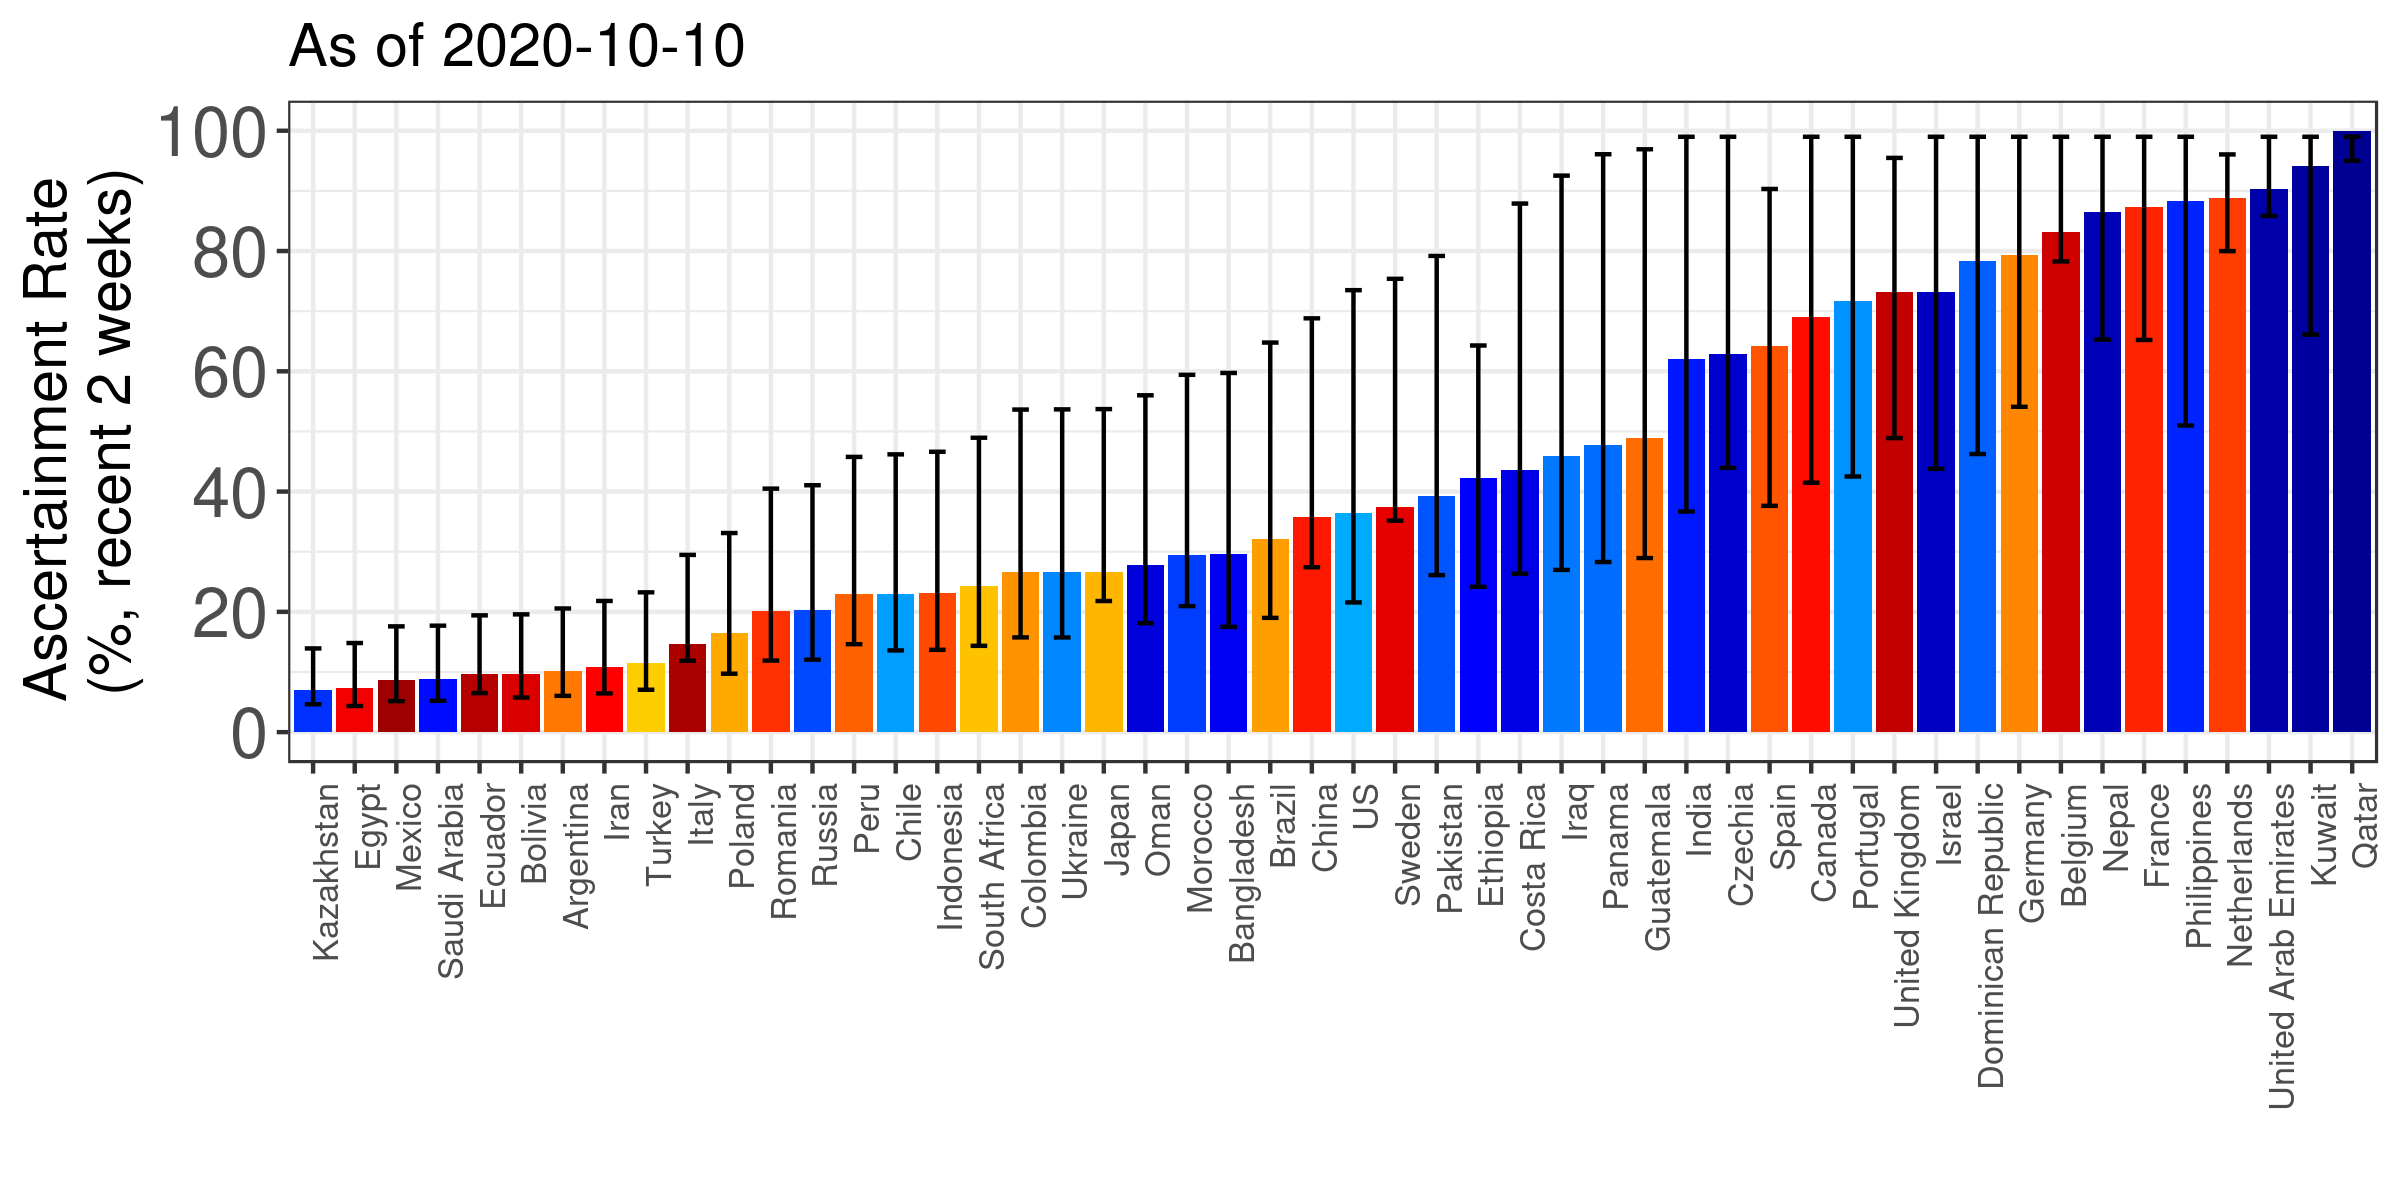 As of 2020-10-10
Ascertainment Rate
(%, recent 2 weeks)
100
80
60
40
20
0
Kazakhstan
Egypt
Mexico
Saudi Arabia
Ecuador
Bolivia
Argentina
Iran
Turkey
Italy
Poland
Romania
Russia
Peru
Chile
Indonesia
South Africa
Colombia
Ukraine
Japan
Oman
Morocco
Bangladesh
Brazil
China
US
Sweden
Pakistan
Ethiopia
Costa Rica
Iraq
Panama
Guatemala
India
Czechia
Spain
Canada
Portugal
United Kingdom
Israel
Dominican Republic
Germany
Belgium
Nepal
France
Philippines
Netherlands
United Arab Emirates
Kuwait
Qatar